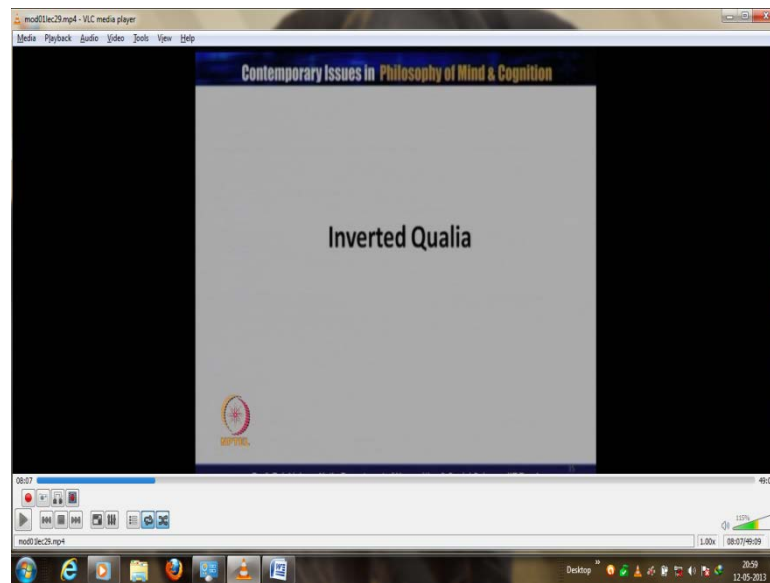 mod01lec29.mp4 - VLC media player
Media Playback Audio Video Tools View Help
Contemporary Issues in Philosophy of Mind & Cognition
Inverted Qualia
NPTEL
08:07
115%
mod01lec29.mp4
1.00x 08:07/49:09
Desktop
20:59
12-05-2013